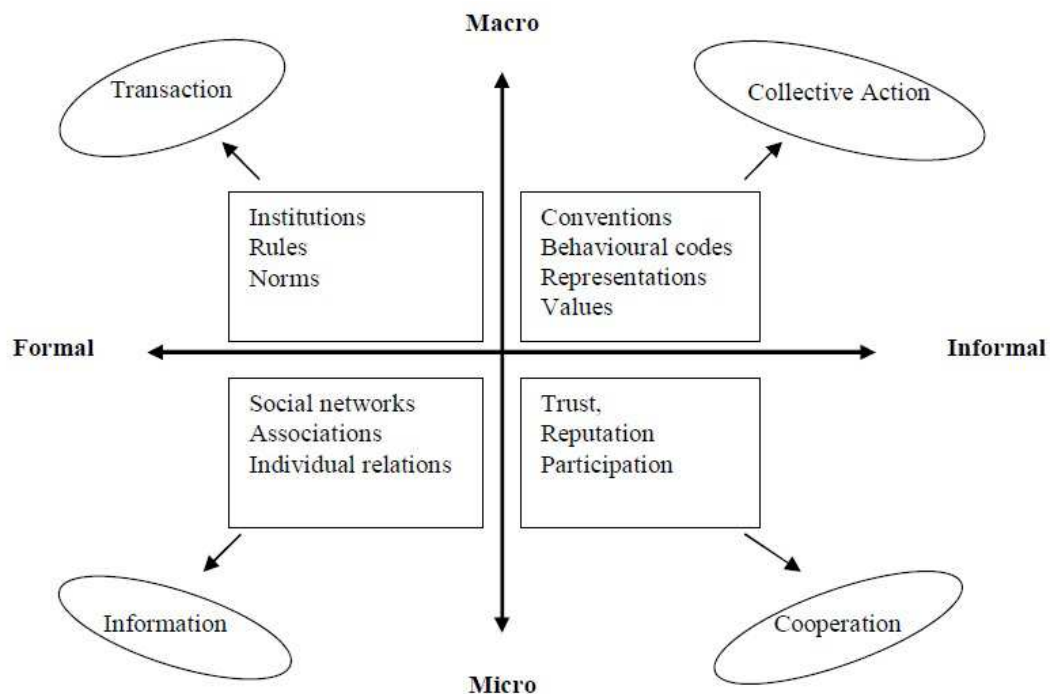 Macro
Transaction
Collective Action
Institutions
Rules
Norms
Conventions
Behavioural codes
Representations
Values
Formal
Informal
Social networks
Associations
Individual relations
Trust,
Reputation
Participation
Information
Cooperation
Micro